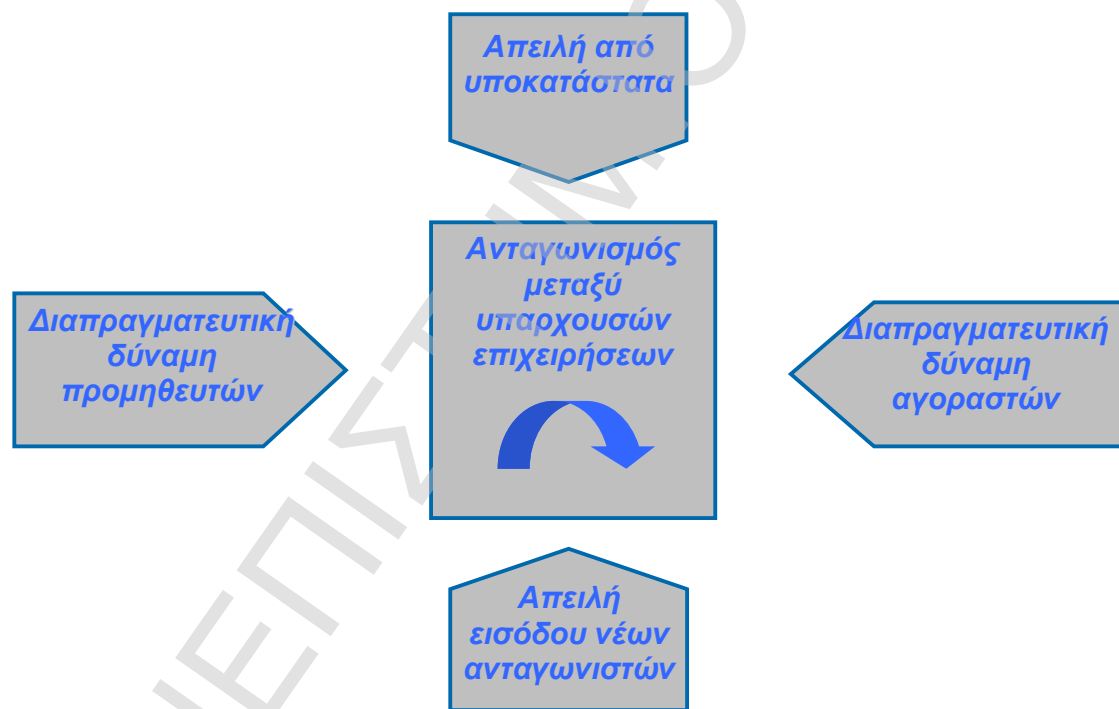 Απειλή από
υποκατάστατα
Ανταγωνισμός
μεταξύ
υπαρχουσών
επιχειρήσεων
Διαπραγματευτική
δύναμη
προμηθευτών
Διαπραγματευτική
δύναμη
αγοραστών
Απειλή
εισόδου νέων
ανταγωνιστών